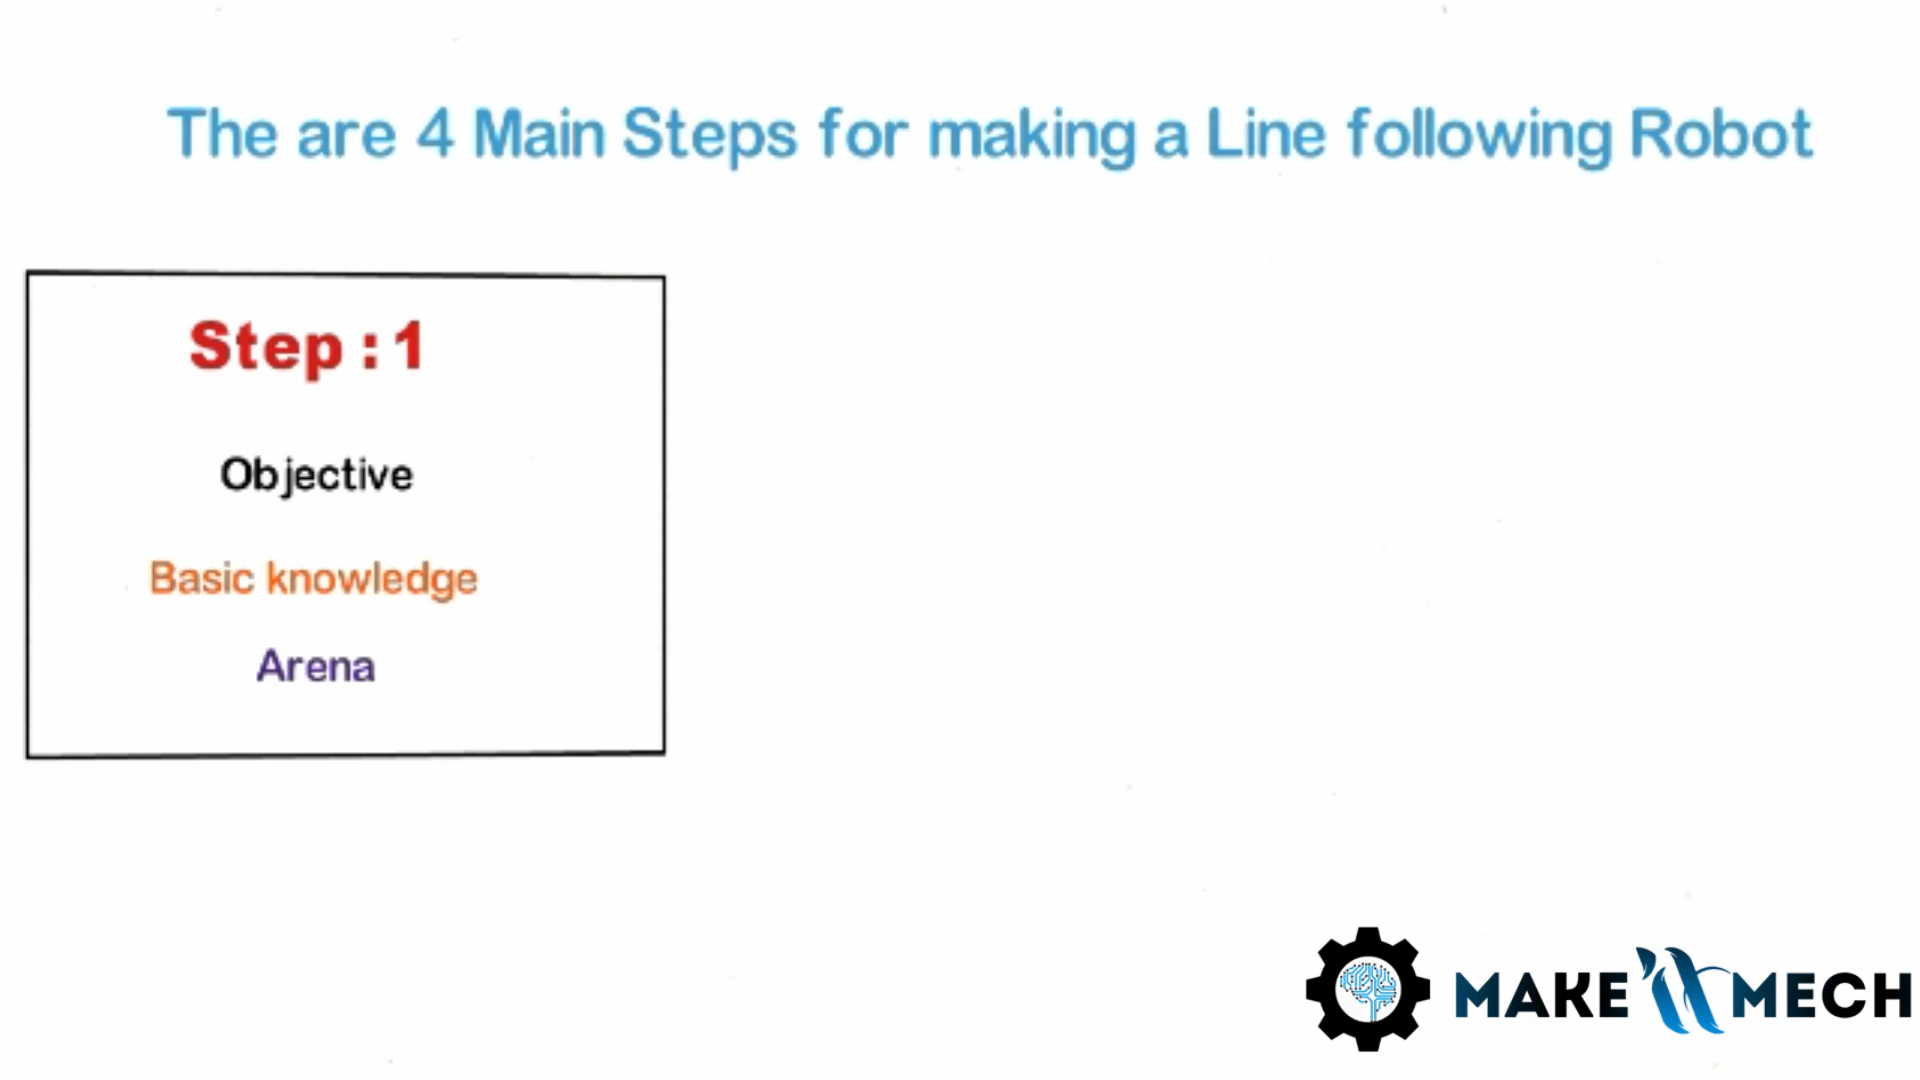 The are 4 Main Steps for making a Line following Robot
Step : 1
Objective
Basic knowledge
Arena
MAKE 'N MECH